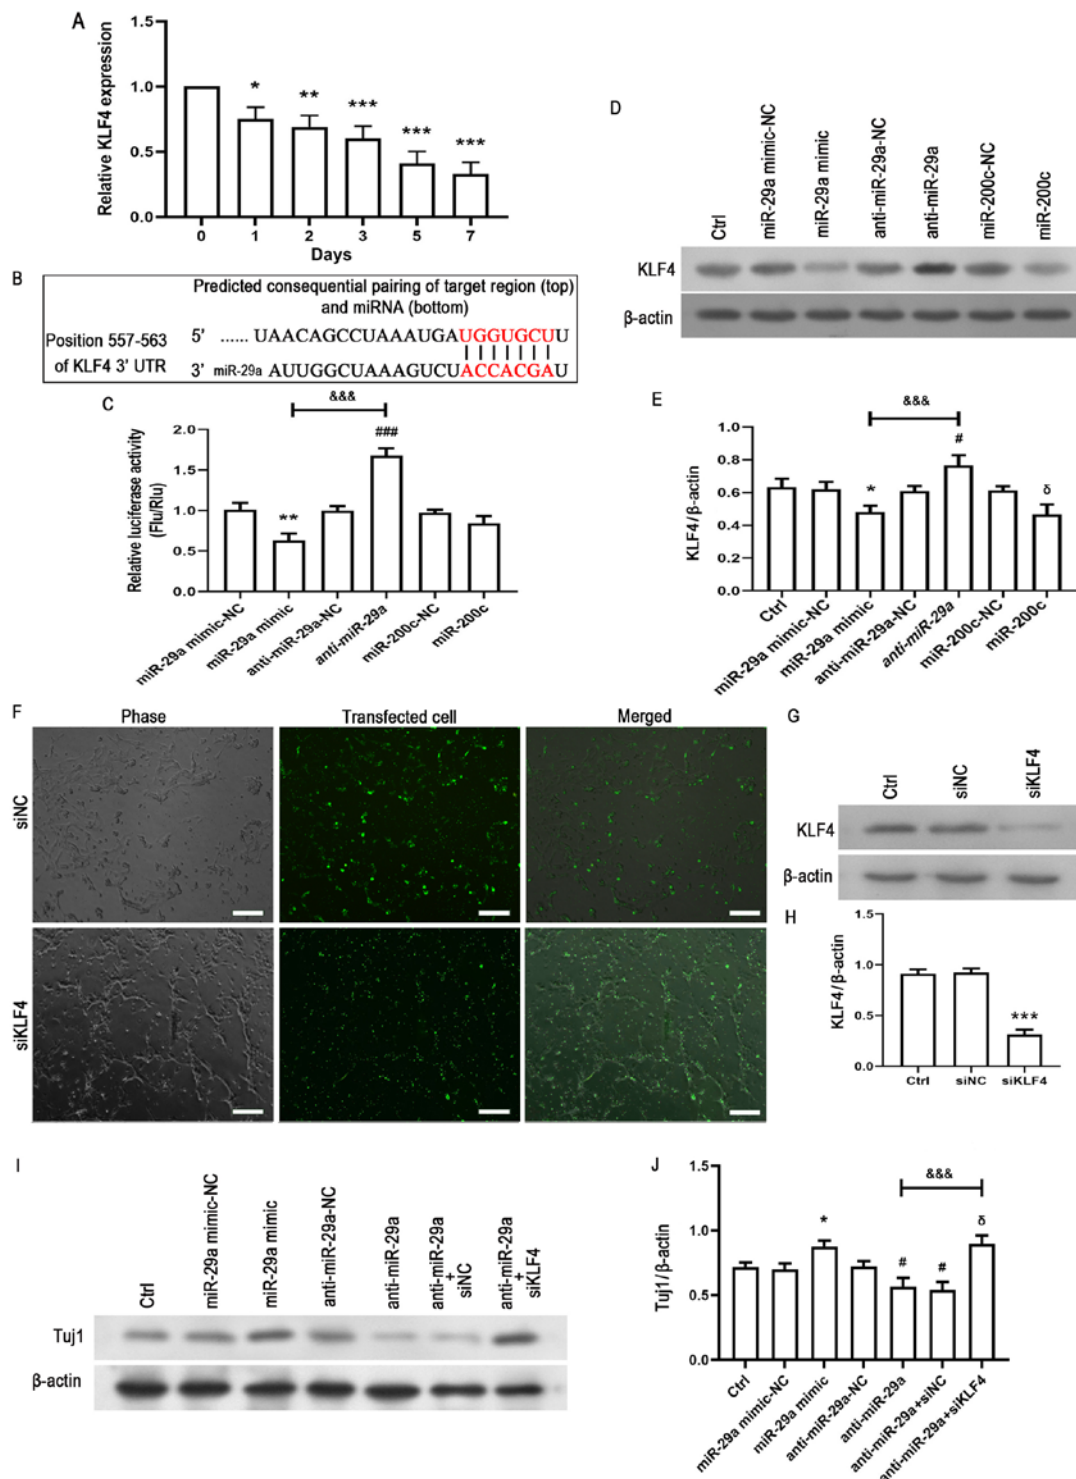 A
Relative KLF4 expression
1.5
1.0
0.5
0.0
* ** *** *** ***
0 1 2 3 5 7
Days
B
Predicted consequential pairing of target region (top)
and miRNA (bottom)
Position 557-563
of KLF4 3' UTR
5' ...... UAACAGCCUAAAUGAUGGUGCUU
3' miR-29a AUUGGCUAAAGUCUACCACGAU
C
Relative luciferase activity
(Flu/Rlu)
2.0
1.5
1.0
0.5
0.0
&&&
** ###
miR-29a mimic-NC
miR-29a mimic
anti-miR-29a-NC
anti-miR-29a
miR-200c-NC
miR-200c
D
Ctrl
miR-29a mimic-NC
miR-29a mimic
anti-miR-29a-NC
anti-miR-29a
miR-200c-NC
miR-200c
KLF4
β-actin
E
KLF4/β-actin
1.0
0.8
0.6
0.4
0.2
0.0
&&&
* # δ
Ctrl
miR-29a mimic-NC
miR-29a mimic
anti-miR-29a-NC
anti-miR-29a
miR-200c-NC
miR-200c
F
Phase Transfected cell Merged
siNC
siKLF4
G
Ctrl
siNC
siKLF4
KLF4
β-actin
H
KLF4/β-actin
1.5
1.0
0.5
0.0
***
Ctrl siNC siKLF4
I
Ctrl
miR-29a mimic-NC
miR-29a mimic
anti-miR-29a-NC
anti-miR-29a
anti-miR-29a
+
siNC
anti-miR-29a
+
siKLF4
Tuj1
β-actin
J
Tuj1/β-actin
1.5
1.0
0.5
0.0
&&&
* # # δ
Ctrl
miR-29a mimic-NC
miR-29a mimic
anti-miR-29a-NC
anti-miR-29a
anti-miR-29a+siNC
anti-miR-29a+siKLF4